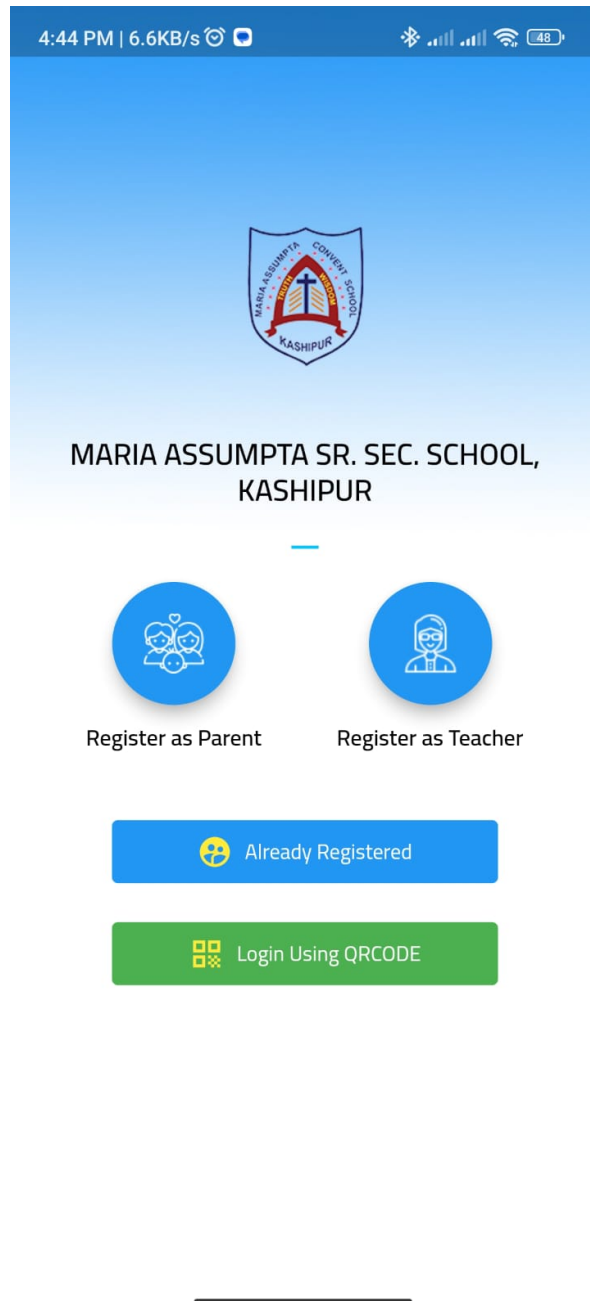 4:44 PM | 6.6KB/s
48
MARIA ASSUMPTA CONVENT SCHOOL
TRUTH WISDOM
KASHIPUR
MARIA ASSUMPTA SR. SEC. SCHOOL,
KASHIPUR
Register as Parent
Register as Teacher
Already Registered
Login Using QRCODE